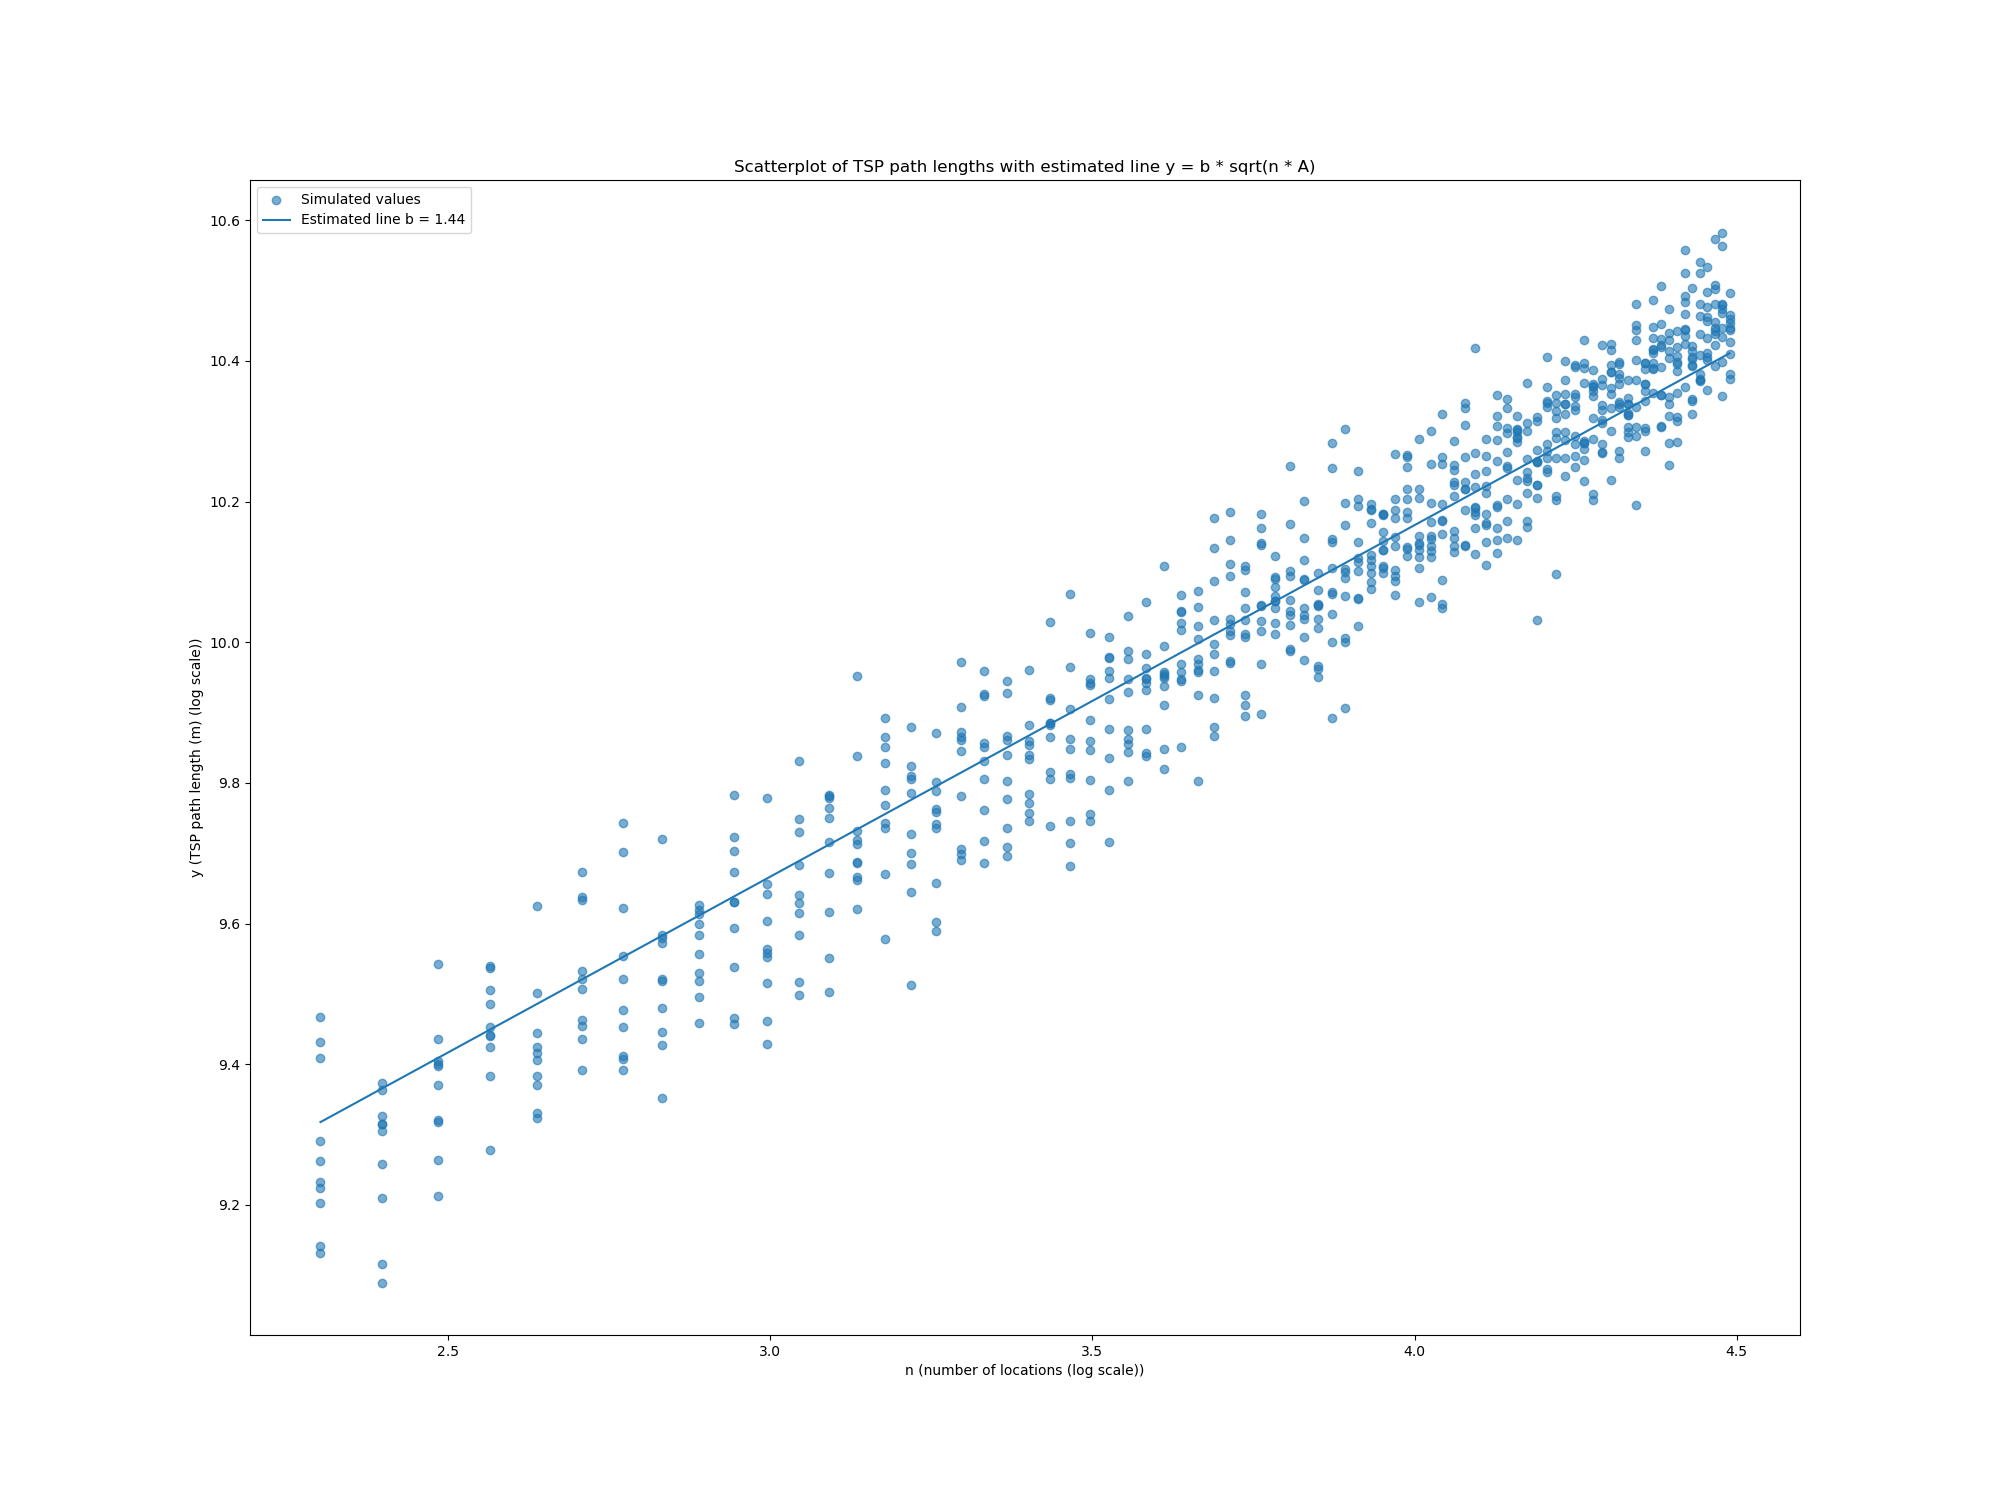 Scatterplot of TSP path lengths with estimated line y = b * sqrt(n * A)
Simulated values
Estimated line b = 1.44
10.6
10.4
10.2
10.0
9.8
9.6
9.4
9.2
y (TSP path length (m) (log scale))
2.5
3.0
3.5
4.0
4.5
n (number of locations (log scale))